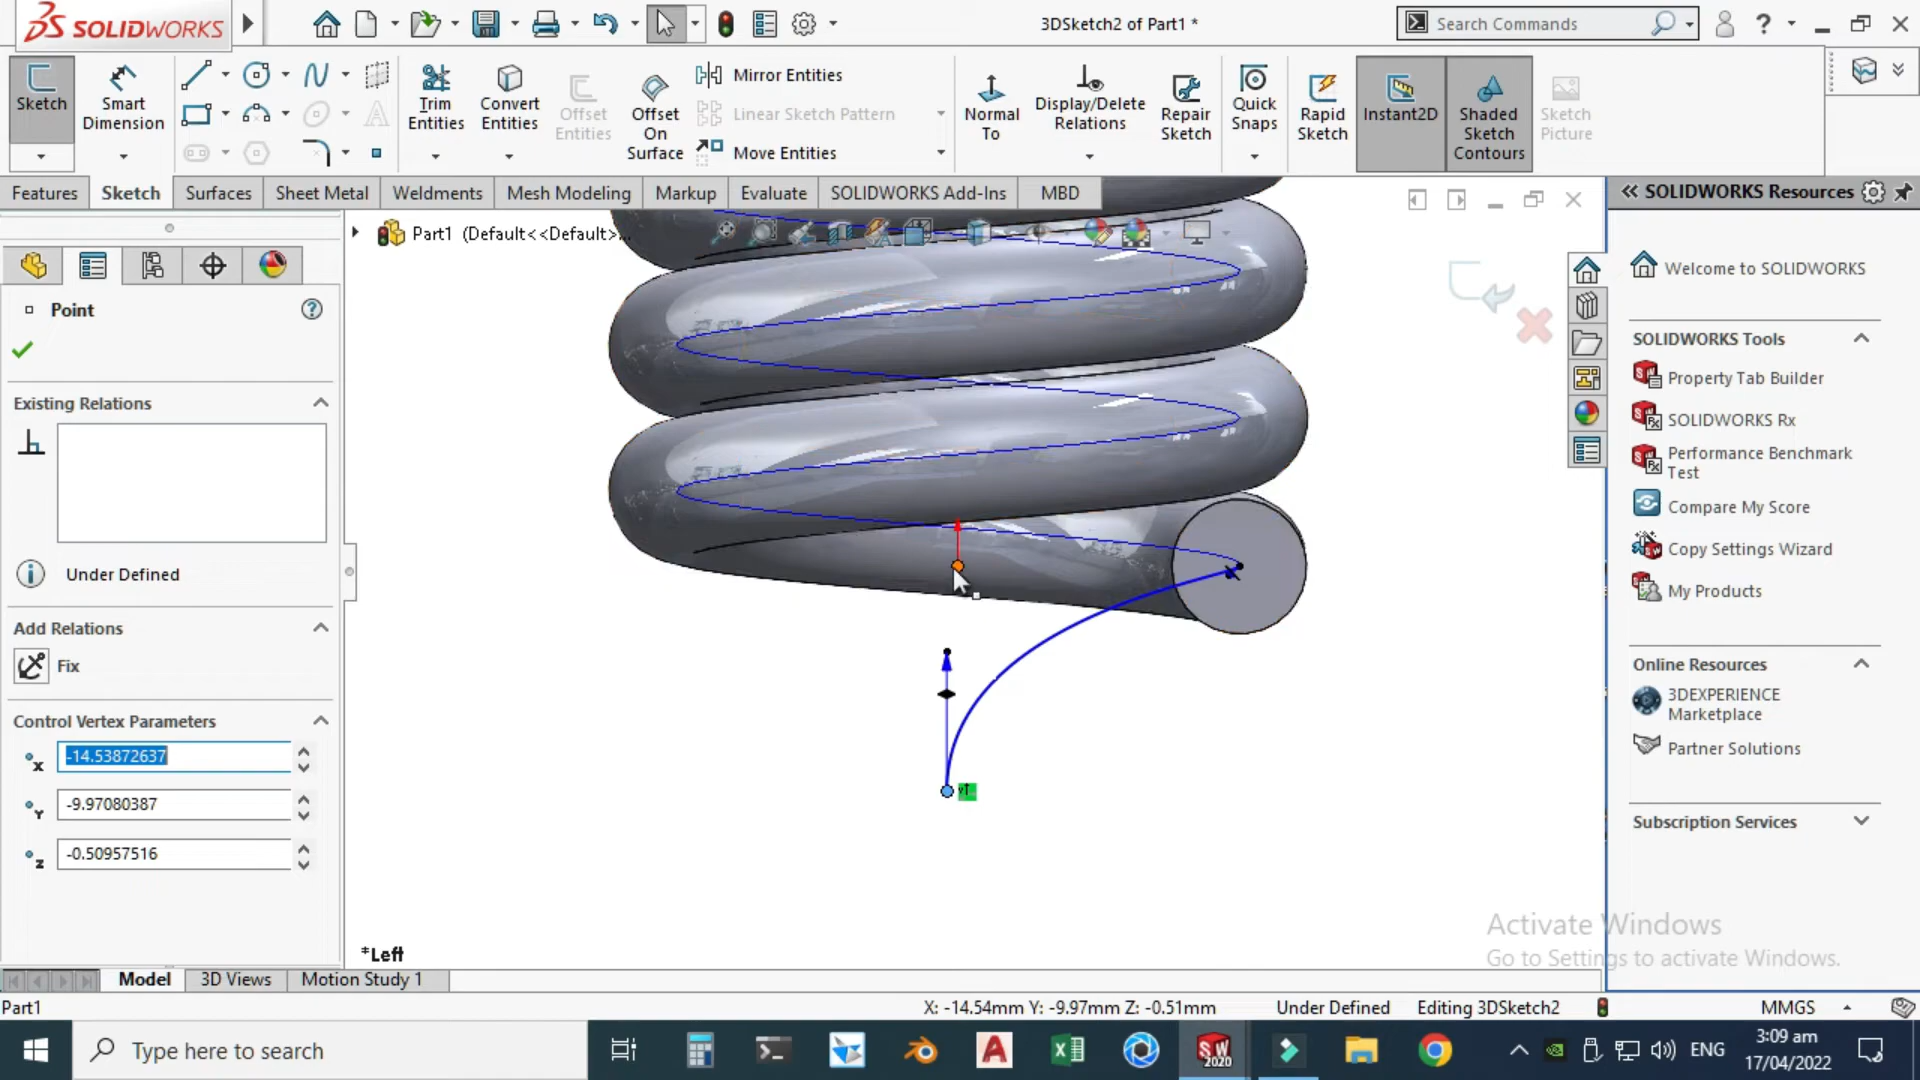 SOLIDWORKS
3DSketch2 of Part1 *
Search Commands
Sketch
Smart Dimension
Trim Entities
Convert Entities
Offset Entities
Offset On Surface
Mirror Entities
Linear Sketch Pattern
Move Entities
Normal To
Display/Delete Relations
Repair Sketch
Quick Snaps
Rapid Sketch
Instant2D
Shaded Sketch Contours
Sketch Picture
Features
Sketch
Surfaces
Sheet Metal
Weldments
Mesh Modeling
Markup
Evaluate
SOLIDWORKS Add-Ins
MBD
Part1 (Default<<Default>...
Point
Existing Relations
Under Defined
Add Relations
Fix
Control Vertex Parameters
X
-14.53872637
Y
-9.97080387
Z
-0.50957516
*Left
SOLIDWORKS Resources
Welcome to SOLIDWORKS
SOLIDWORKS Tools
Property Tab Builder
SOLIDWORKS Rx
Performance Benchmark
Test
Compare My Score
Copy Settings Wizard
My Products
Online Resources
3DEXPERIENCE
Marketplace
Partner Solutions
Subscription Services
Activate Windows
Go to Settings to activate Windows.
Model
3D Views
Motion Study 1
Part1
X: -14.54mm Y: -9.97mm Z: -0.51mm
Under Defined
Editing 3DSketch2
MMGS
Type here to search
SW
2020
ENG
3:09 am
17/04/2022